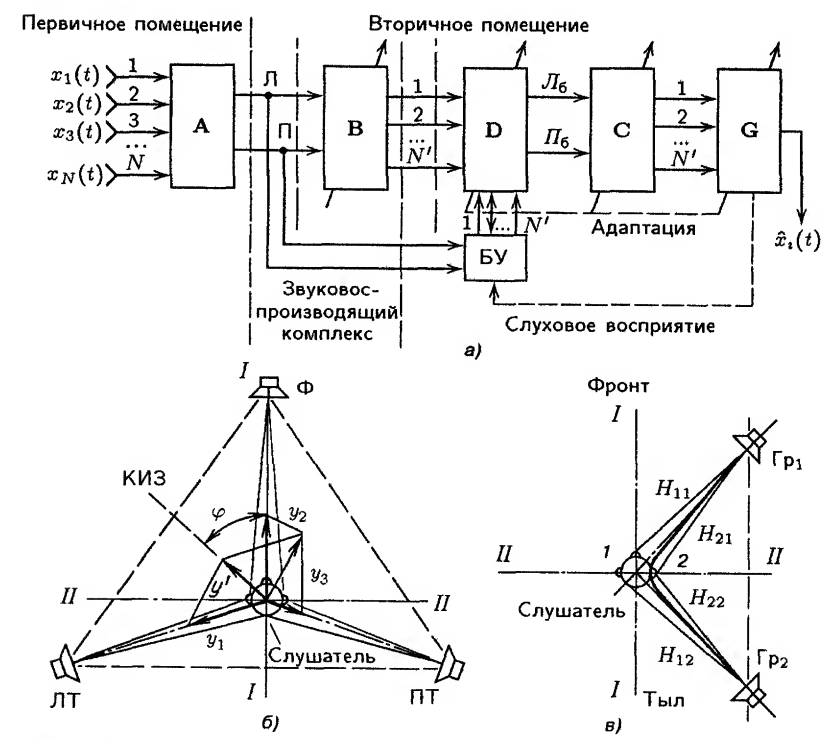 Первичное помещение
Вторичное помещение
x₁(t) 1
x₂(t) 2
x₃(t) 3
...
xN(t) N
A
Л
П
B
1
2
...
N'
D
Лб
Пб
C
1
2
...
N'
G
1 ... N'
Адаптация
x̂ᵢ(t)
БУ
Звуковос-
производящий
комплекс
Слуховое восприятие
а)
I
Ф
КИЗ
φ
y₂
y'
y₃
II
II
y₁
Слушатель
ЛТ
I
ПТ
б)
Фронт
I
Гр₁
H₁₁
H₂₁
II
1
2
II
Слушатель
H₂₂
H₁₂
Гр₂
I
Тыл
в)